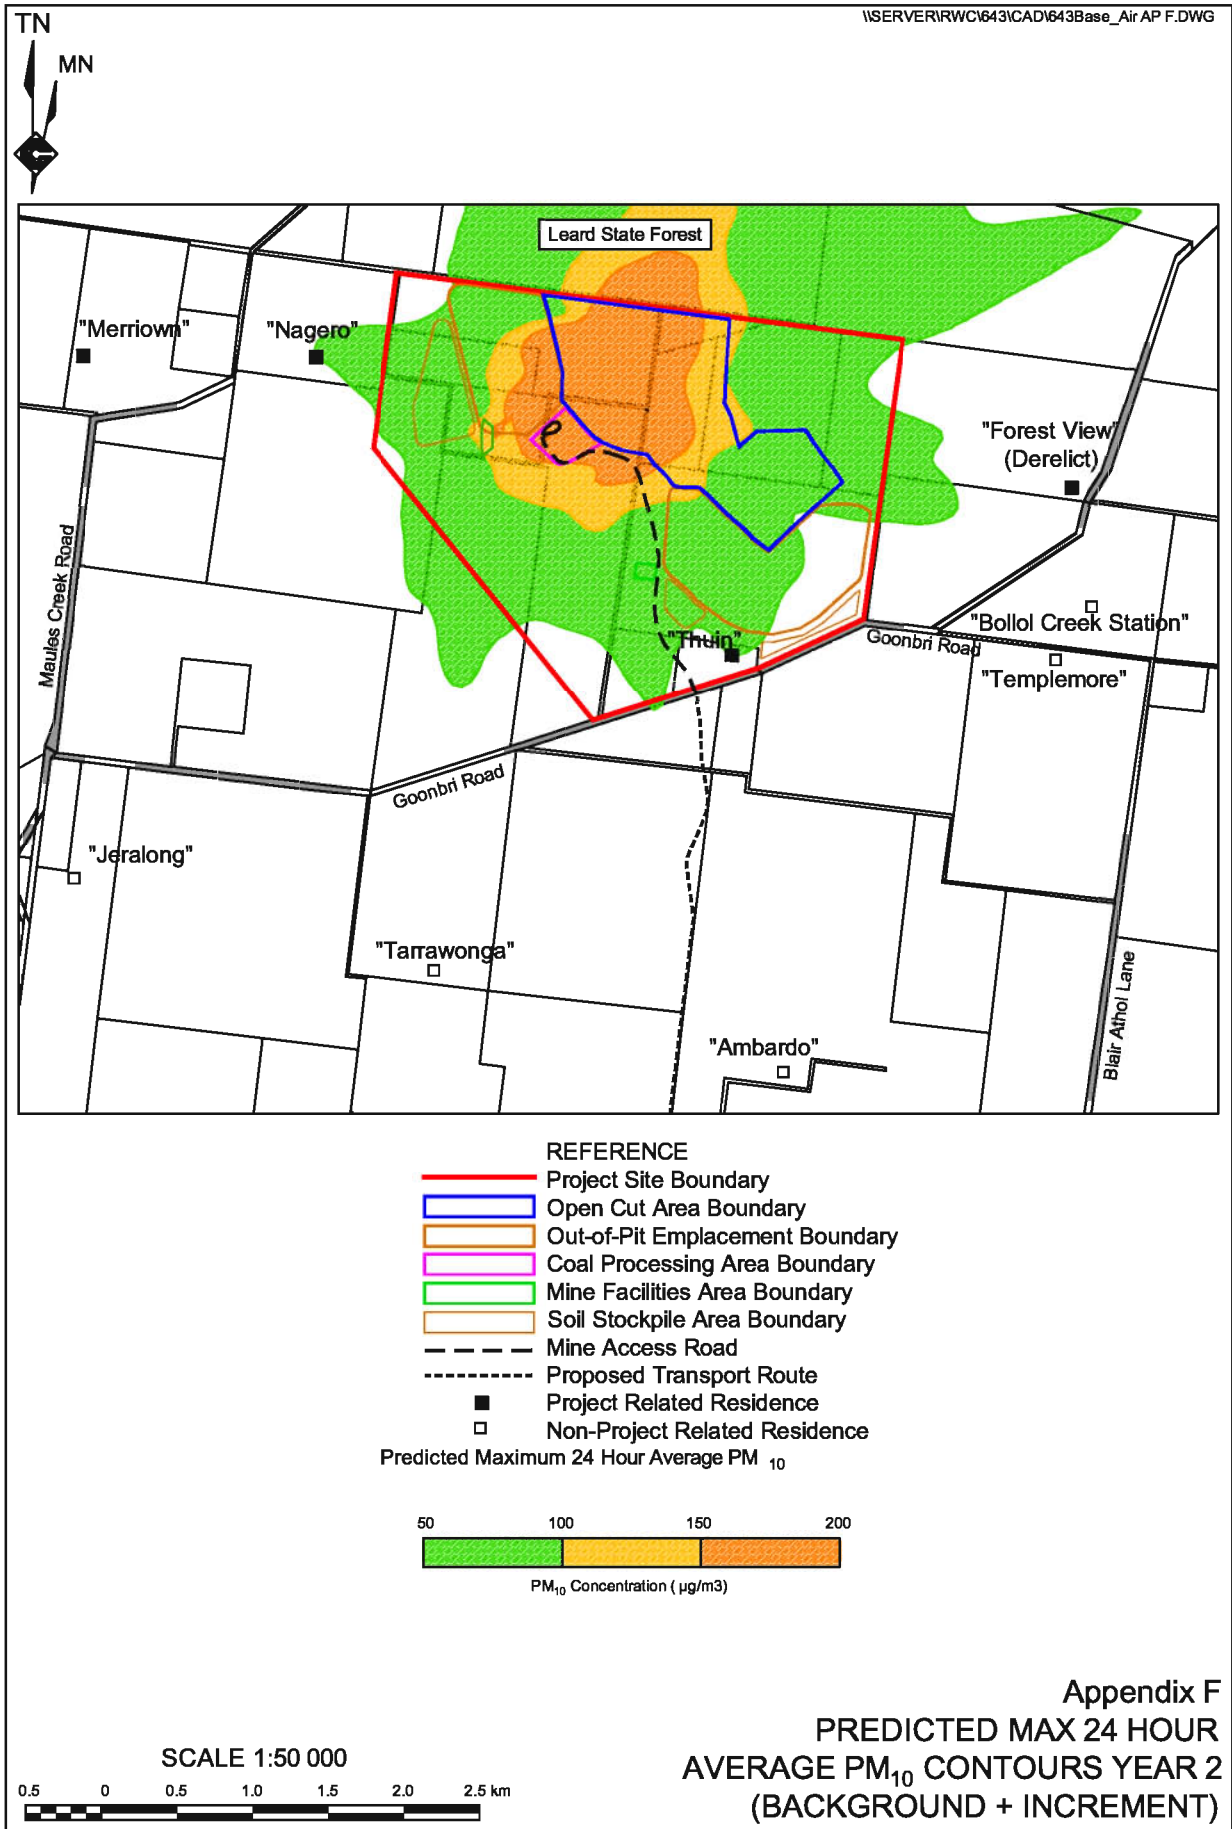 \\SERVER\RWC\643\CAD\643Base_Air AP F.DWG
TN
MN
Leard State Forest
"Merriown"
"Nagero"
"Forest View"
(Derelict)
Maules Creek Road
"Bollol Creek Station"
"Thuin"
Goonbri Road
"Templemore"
Goonbri Road
"Jeralong"
"Tarrawonga"
"Ambardo"
Blair Athol Lane
REFERENCE
Project Site Boundary
Open Cut Area Boundary
Out-of-Pit Emplacement Boundary
Coal Processing Area Boundary
Mine Facilities Area Boundary
Soil Stockpile Area Boundary
Mine Access Road
Proposed Transport Route
Project Related Residence
Non-Project Related Residence
Predicted Maximum 24 Hour Average PM 10
50 100 150 200
PM10 Concentration ( µg/m3)
Appendix F
PREDICTED MAX 24 HOUR
AVERAGE PM10 CONTOURS YEAR 2
(BACKGROUND + INCREMENT)
SCALE 1:50 000
0.5 0 0.5 1.0 1.5 2.0 2.5 km